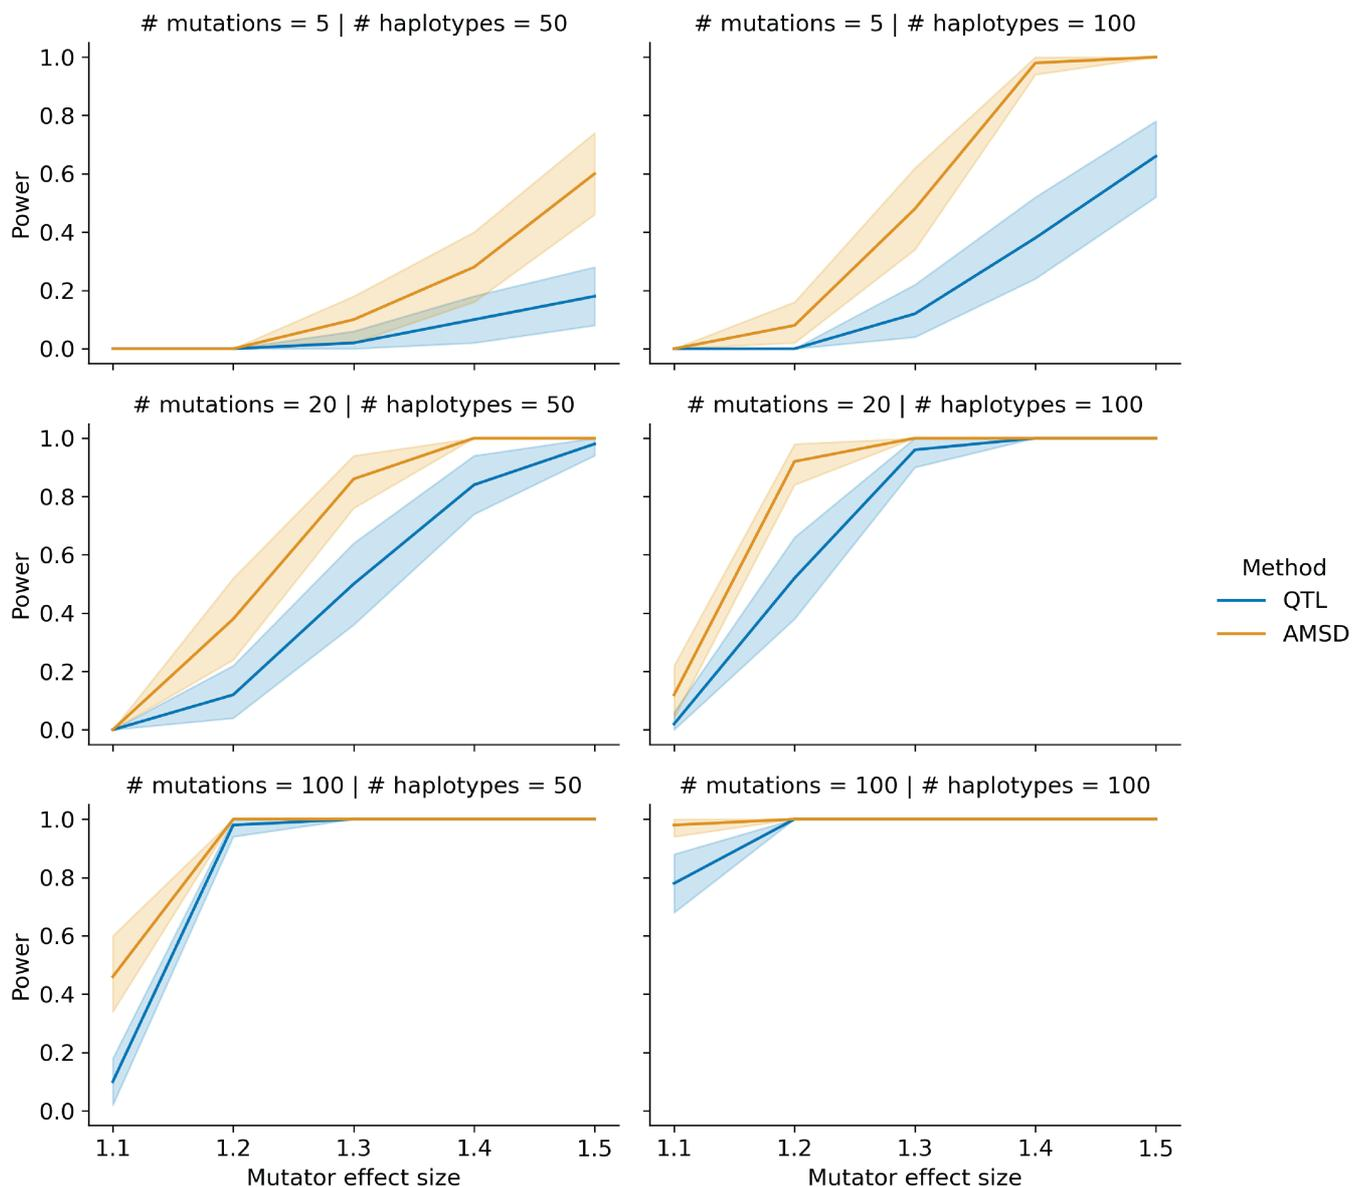 # mutations = 5 | # haplotypes = 50
# mutations = 5 | # haplotypes = 100
1.0
0.8
0.6
0.4
0.2
0.0
Power
# mutations = 20 | # haplotypes = 50
# mutations = 20 | # haplotypes = 100
1.0
0.8
0.6
0.4
0.2
0.0
Power
Method
QTL
AMSD
# mutations = 100 | # haplotypes = 50
# mutations = 100 | # haplotypes = 100
1.0
0.8
0.6
0.4
0.2
0.0
Power
1.1 1.2 1.3 1.4 1.5
Mutator effect size
1.1 1.2 1.3 1.4 1.5
Mutator effect size